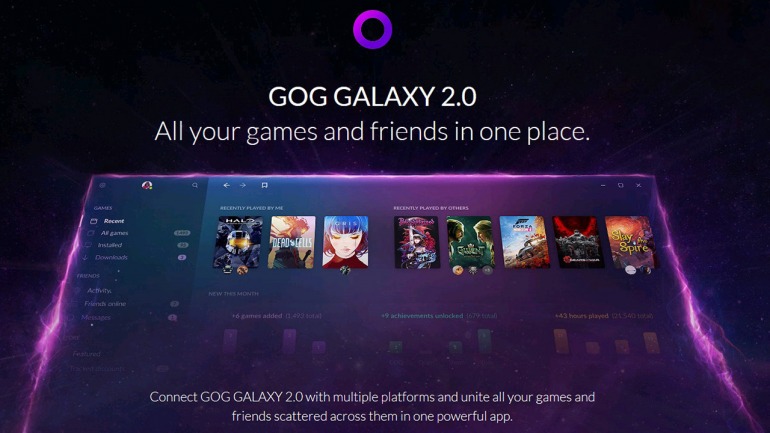 GOG GALAXY 2.0
All your games and friends in one place.
GAMES
Recent
All games
Installed
Downloads
FRIENDS
Activity
Friends online
Messages
Featured
RECENTLY PLAYED BY ME
RECENTLY PLAYED BY OTHERS
HALO
DEAD CELLS
GRIS
Bloodstained
GWENT
FORZA
GEARS OF WAR
Slay the Spire
NEW THIS MONTH
+6 games added (1,492 total)
+9 achievements unlocked (679 total)
+43 hours played (21,540 total)
Connect GOG GALAXY 2.0 with multiple platforms and unite all your games and
friends scattered across them in one powerful app.